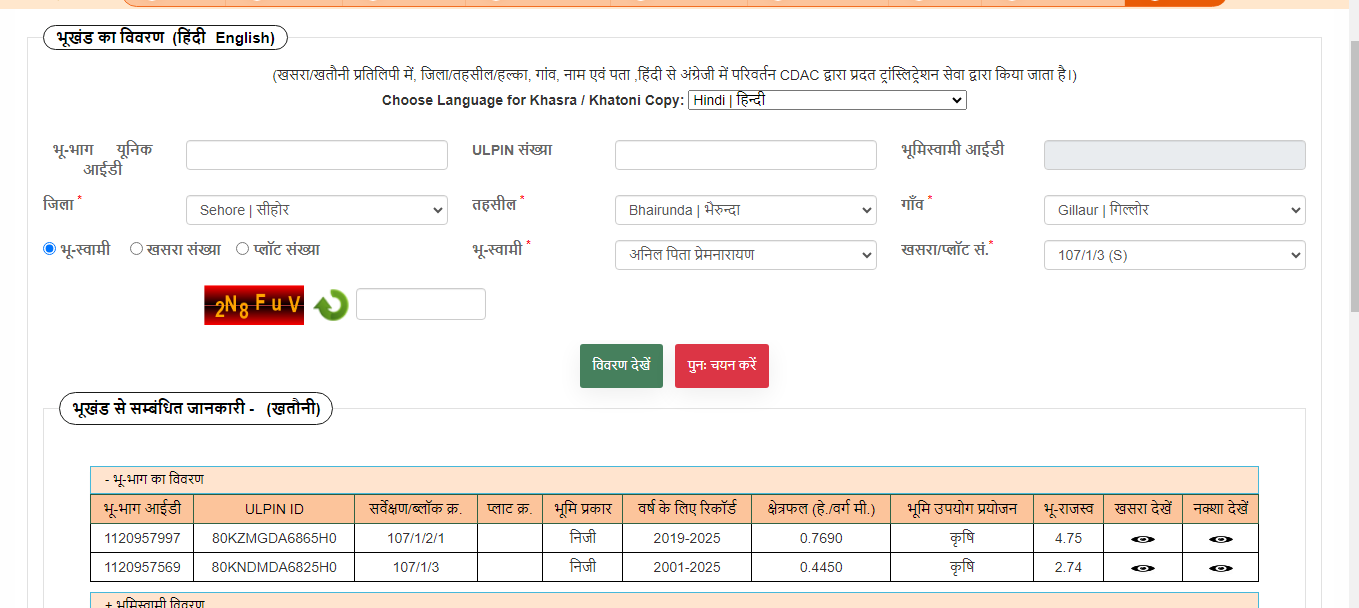 भूखंड का विवरण (हिंदी English)
(खसरा/खतौनी प्रतिलिपी में, जिला/तहसील/हल्का, गांव, नाम एवं पता ,हिंदी से अंग्रेजी में परिवर्तन CDAC द्वारा प्रदत ट्रांस्लिट्रेशन सेवा द्वारा किया जाता है।)
Choose Language for Khasra / Khatoni Copy: Hindi | हिन्दी
भू-भाग यूनिक आईडी ULPIN संख्या भूमिस्वामी आईडी
जिला * Sehore | सीहोर तहसील * Bhairunda | भैरुन्दा गाँव * Gillaur | गिल्लोर
भू-स्वामी खसरा संख्या प्लॉट संख्या भू-स्वामी * अनिल पिता प्रेमनारायण खसरा/प्लॉट सं.* 107/1/3 (S)
2N8FuV
विवरण देखें पुनः चयन करें
भूखंड से सम्बंधित जानकारी - (खतौनी)
- भू-भाग का विवरण
भू-भाग आईडी ULPIN ID सर्वेक्षण/ब्लॉक क्र. प्लाट क्र. भूमि प्रकार वर्ष के लिए रिकॉर्ड क्षेत्रफल (हे./वर्ग मी.) भूमि उपयोग प्रयोजन भू-राजस्व खसरा देखें नक्शा देखें
1120957997 80KZMGDA6865H0 107/1/2/1 निजी 2019-2025 0.7690 कृषि 4.75
1120957569 80KNDMDA6825H0 107/1/3 निजी 2001-2025 0.4450 कृषि 2.74
+ भूमिस्वामी विवरण